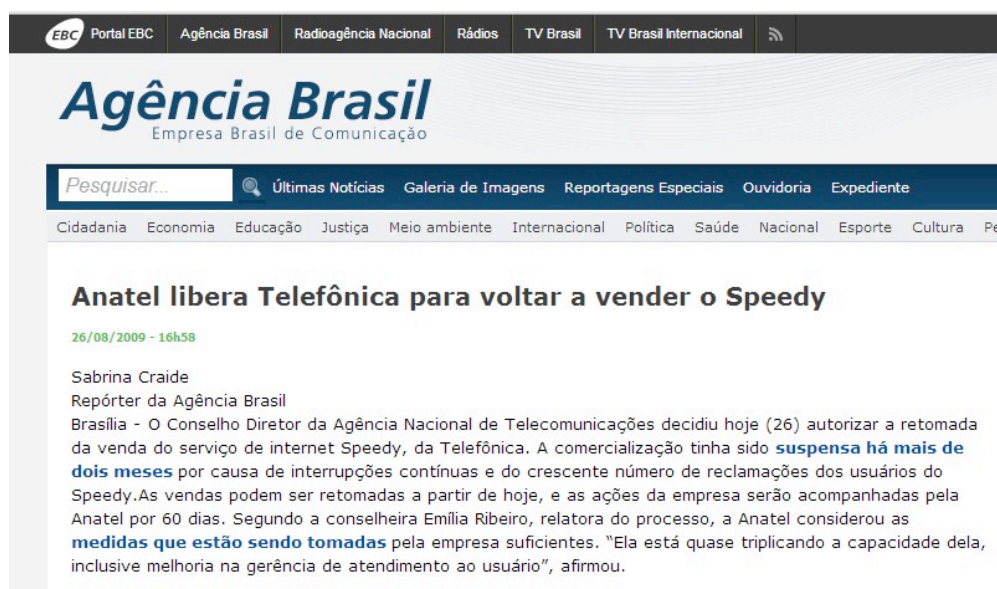 EBC Portal EBC Agência Brasil Radioagência Nacional Rádios TV Brasil TV Brasil Internacional
Agência Brasil
Empresa Brasil de Comunicação
Pesquisar... Últimas Notícias Galeria de Imagens Reportagens Especiais Ouvidoria Expediente
Cidadania Economia Educação Justiça Meio ambiente Internacional Política Saúde Nacional Esporte Cultura
Anatel libera Telefônica para voltar a vender o Speedy
26/08/2009 - 16h58
Sabrina Craide
Repórter da Agência Brasil
Brasília - O Conselho Diretor da Agência Nacional de Telecomunicações decidiu hoje (26) autorizar a retomada
da venda do serviço de internet Speedy, da Telefônica. A comercialização tinha sido suspensa há mais de
dois meses por causa de interrupções contínuas e do crescente número de reclamações dos usuários do
Speedy.As vendas podem ser retomadas a partir de hoje, e as ações da empresa serão acompanhadas pela
Anatel por 60 dias. Segundo a conselheira Emília Ribeiro, relatora do processo, a Anatel considerou as
medidas que estão sendo tomadas pela empresa suficientes. “Ela está quase triplicando a capacidade dela,
inclusive melhoria na gerência de atendimento ao usuário”, afirmou.